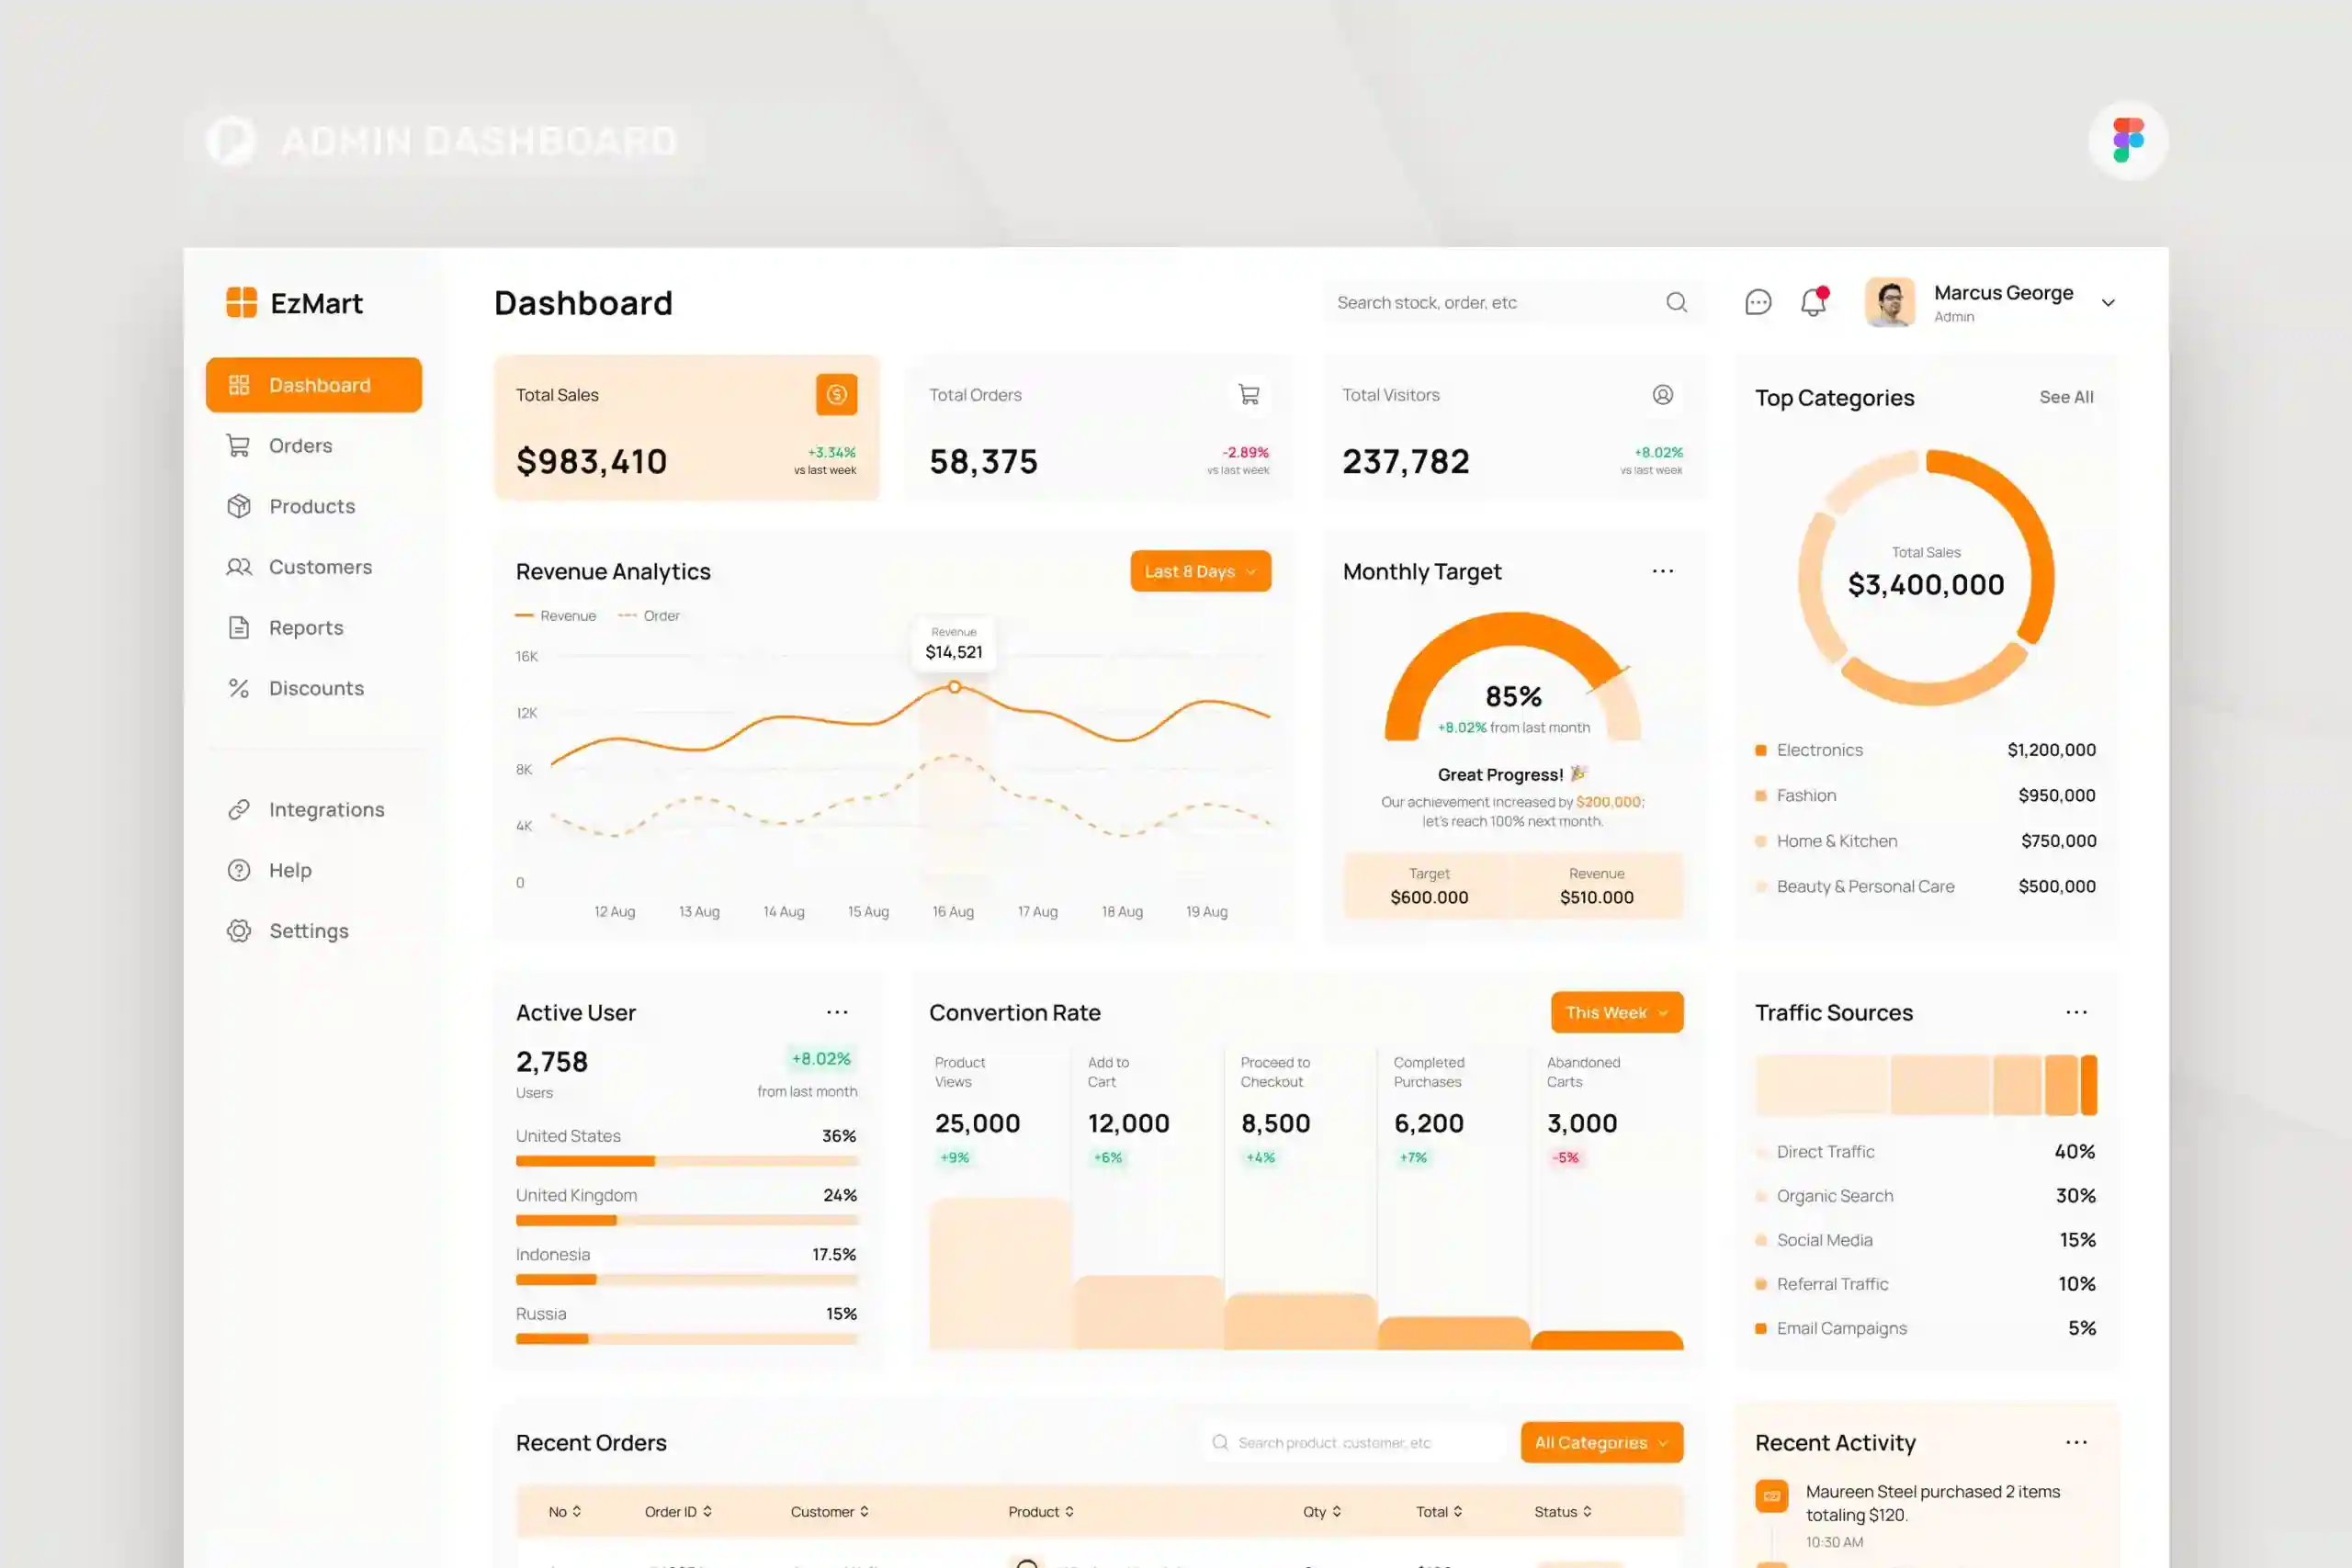 ADMIN DASHBOARD
EzMart
Dashboard
Orders
Products
Customers
Reports
Discounts
Integrations
Help
Settings
Dashboard
Search stock, order, etc
Marcus George
Admin
Total Sales
$983,410
+3.34%
vs last week
Total Orders
58,375
-2.89%
vs last week
Total Visitors
237,782
+8.02%
vs last week
Revenue Analytics
Last 8 Days
Revenue
Order
Revenue
$14,521
16K
12K
8K
4K
0
12 Aug
13 Aug
14 Aug
15 Aug
16 Aug
17 Aug
18 Aug
19 Aug
Monthly Target
85%
+8.02% from last month
Great Progress! 🎉
Our achievement increased by $200,000;
let's reach 100% next month.
Target
$600.000
Revenue
$510.000
Top Categories
See All
Total Sales
$3,400,000
Electronics $1,200,000
Fashion $950,000
Home & Kitchen $750,000
Beauty & Personal Care $500,000
Active User
2,758
Users
+8.02%
from last month
United States 36%
United Kingdom 24%
Indonesia 17.5%
Russia 15%
Convertion Rate
This Week
Product
Views
25,000
+9%
Add to
Cart
12,000
+6%
Proceed to
Checkout
8,500
+4%
Completed
Purchases
6,200
+7%
Abandoned
Carts
3,000
-5%
Traffic Sources
Direct Traffic 40%
Organic Search 30%
Social Media 15%
Referral Traffic 10%
Email Campaigns 5%
Recent Orders
Search product, customer, etc
All Categories
No Order ID Customer Product Qty Total Status
Recent Activity
Maureen Steel purchased 2 items
totaling $120.
10:30 AM